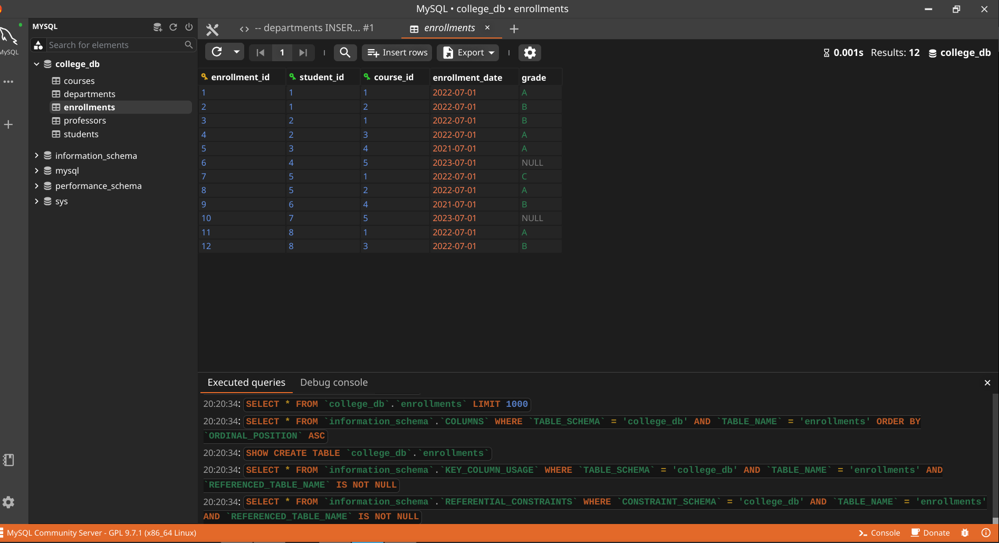 MySQL • college_db • enrollments
MYSQL
-- departments INSER... #1
enrollments
MySQL
Search for elements
1
Insert rows
Export
0.001s Results: 12 college_db
college_db
courses
departments
enrollments
professors
students
information_schema
mysql
performance_schema
sys
enrollment_id student_id course_id enrollment_date grade
1 1 1 2022-07-01 A
2 1 2 2022-07-01 B
3 2 1 2022-07-01 B
4 2 3 2022-07-01 A
5 3 4 2021-07-01 A
6 4 5 2023-07-01 NULL
7 5 1 2022-07-01 C
8 5 2 2022-07-01 A
9 6 4 2021-07-01 B
10 7 5 2023-07-01 NULL
11 8 1 2022-07-01 A
12 8 3 2022-07-01 B
Executed queries Debug console
20:20:34: SELECT * FROM `college_db`.`enrollments` LIMIT 1000
20:20:34: SELECT * FROM `information_schema`.`COLUMNS` WHERE `TABLE_SCHEMA` = 'college_db' AND `TABLE_NAME` = 'enrollments' ORDER BY
`ORDINAL_POSITION` ASC
20:20:34: SHOW CREATE TABLE `college_db`.`enrollments`
20:20:34: SELECT * FROM `information_schema`.`KEY_COLUMN_USAGE` WHERE `TABLE_SCHEMA` = 'college_db' AND `TABLE_NAME` = 'enrollments' AND
`REFERENCED_TABLE_NAME` IS NOT NULL
20:20:34: SELECT * FROM `information_schema`.`REFERENTIAL_CONSTRAINTS` WHERE `CONSTRAINT_SCHEMA` = 'college_db' AND `TABLE_NAME` = 'enrollments'
AND `REFERENCED_TABLE_NAME` IS NOT NULL
MySQL Community Server - GPL 9.7.1 (x86_64 Linux)
Console Donate